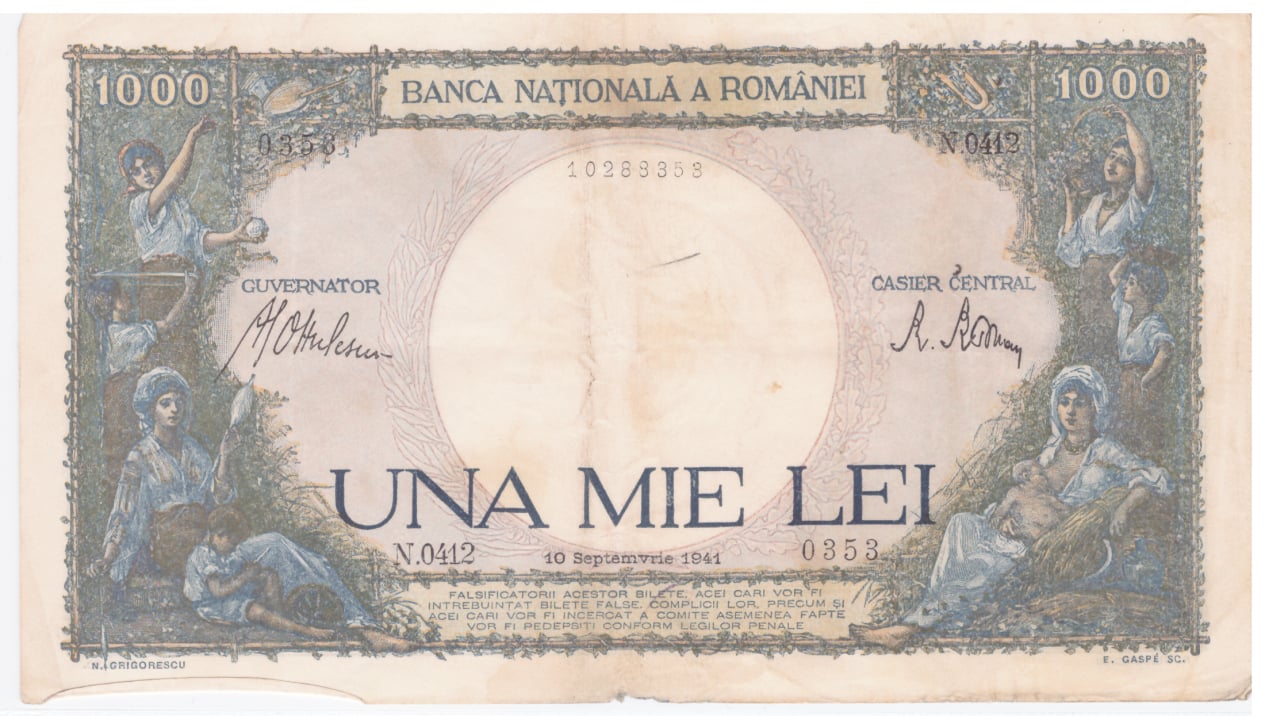 1000
BANCA NAȚIONALĂ A ROMÂNIEI
1000
0353
N.0412
10288353
GUVERNATOR
CASIER CENTRAL
UNA MIE LEI
N.0412
10 Septemvrie 1941
0353
FALSIFICATORII ACESTOR BILETE, ACEI CARI VOR FI
INTREBUINTAT BILETE FALSE, COMPLICII LOR, PRECUM ȘI
ACEI CARI VOR FI INCERCAT A COMITE ASEMENEA FAPTE
VOR FI PEDEPSITI CONFORM LEGILOR PENALE
N. GRIGORESCU
E. GASPÉ SC.